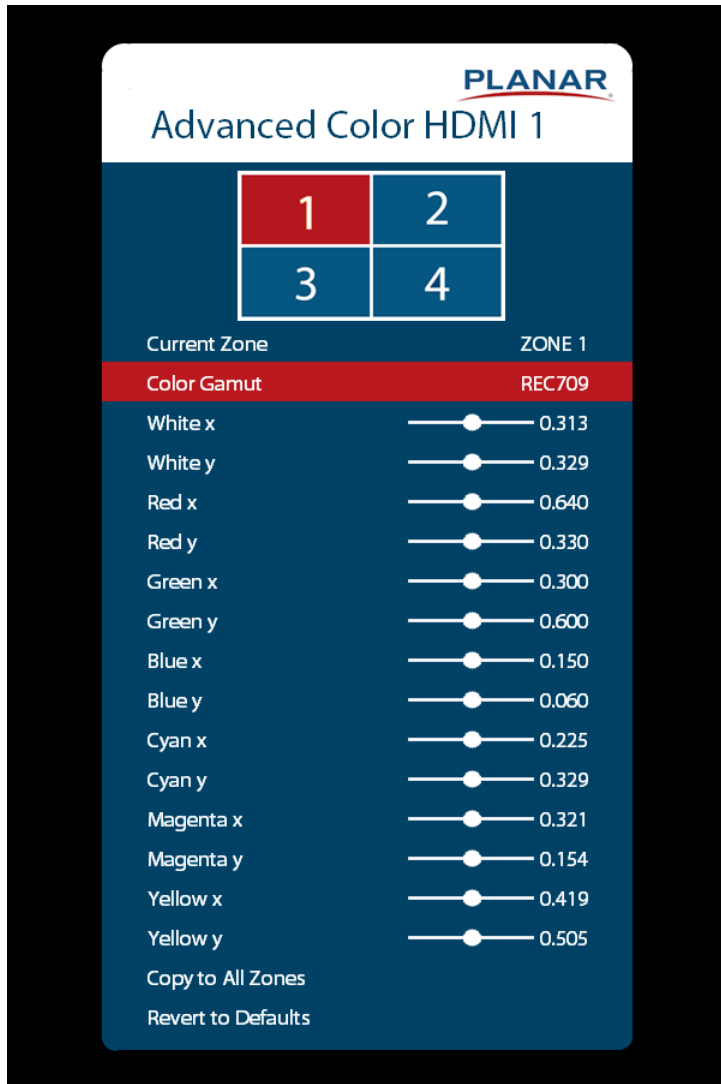 PLANAR
Advanced Color HDMI 1
1 2
3 4
Current Zone ZONE 1
Color Gamut REC709
White x 0.313
White y 0.329
Red x 0.640
Red y 0.330
Green x 0.300
Green y 0.600
Blue x 0.150
Blue y 0.060
Cyan x 0.225
Cyan y 0.329
Magenta x 0.321
Magenta y 0.154
Yellow x 0.419
Yellow y 0.505
Copy to All Zones
Revert to Defaults